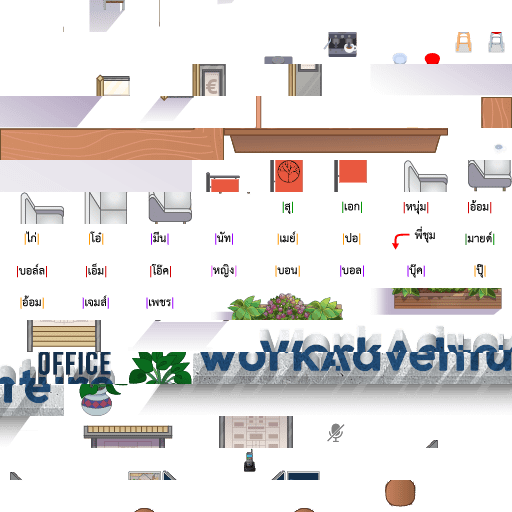 €
|สุ| |เอก| |หนุ่ม| |อ้อม|
|ไก่| |โอ๋| |มีน| |นัท| |เมย์| |ปอ| พี่ชุม |มายด์|
|บอล์ล| |เอ็ม| |โอ๊ค| |หญิง| |บอน| |บอล| |บุ๊ค| |ปุ๊|
|อ้อม| |เจมส์| |เพชร|
OFFICE
workAdventu